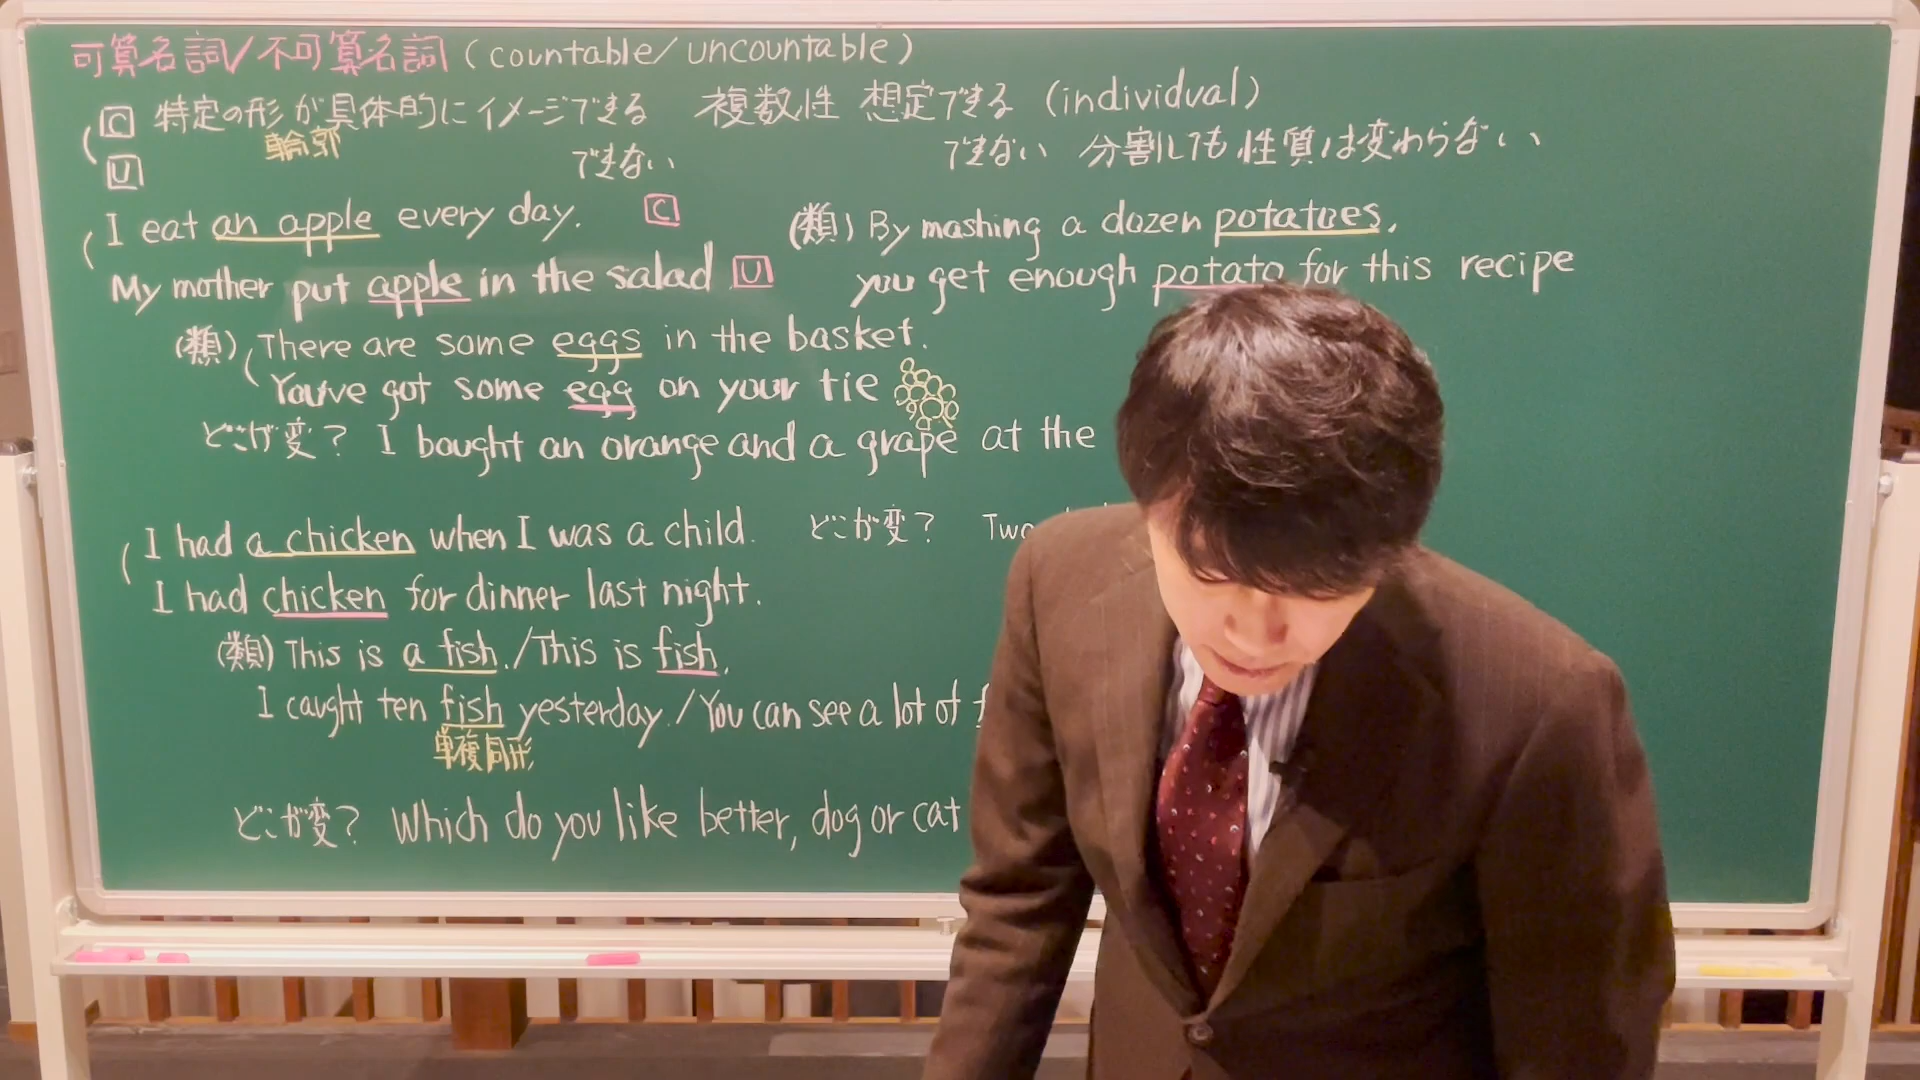 可算名詞/不可算名詞 (countable/uncountable)
C 特定の形が具体的にイメージできる 複数性 想定できる (individual)
輪郭
U できない できない 分割しても性質は変わらない、
I eat an apple every day. C
My mother put apple in the salad U
(類) By mashing a dozen potatoes,
you get enough potato for this recipe
(類) There are some eggs in the basket.
You've got some egg on your tie
どこが変? I bought an orange and a grape at the
I had a chicken when I was a child. どこが変? Two
I had chicken for dinner last night.
(類) This is a fish./This is fish.
I caught ten fish yesterday./You can see a lot of
単複同形
どこが変? Which do you like better, dog or cat